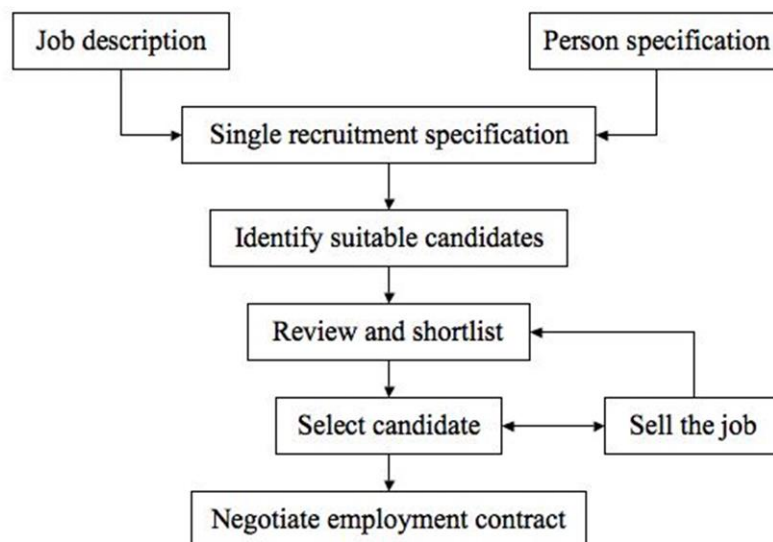 Job description
Person specification
Single recruitment specification
Identify suitable candidates
Review and shortlist
Select candidate
Sell the job
Negotiate employment contract